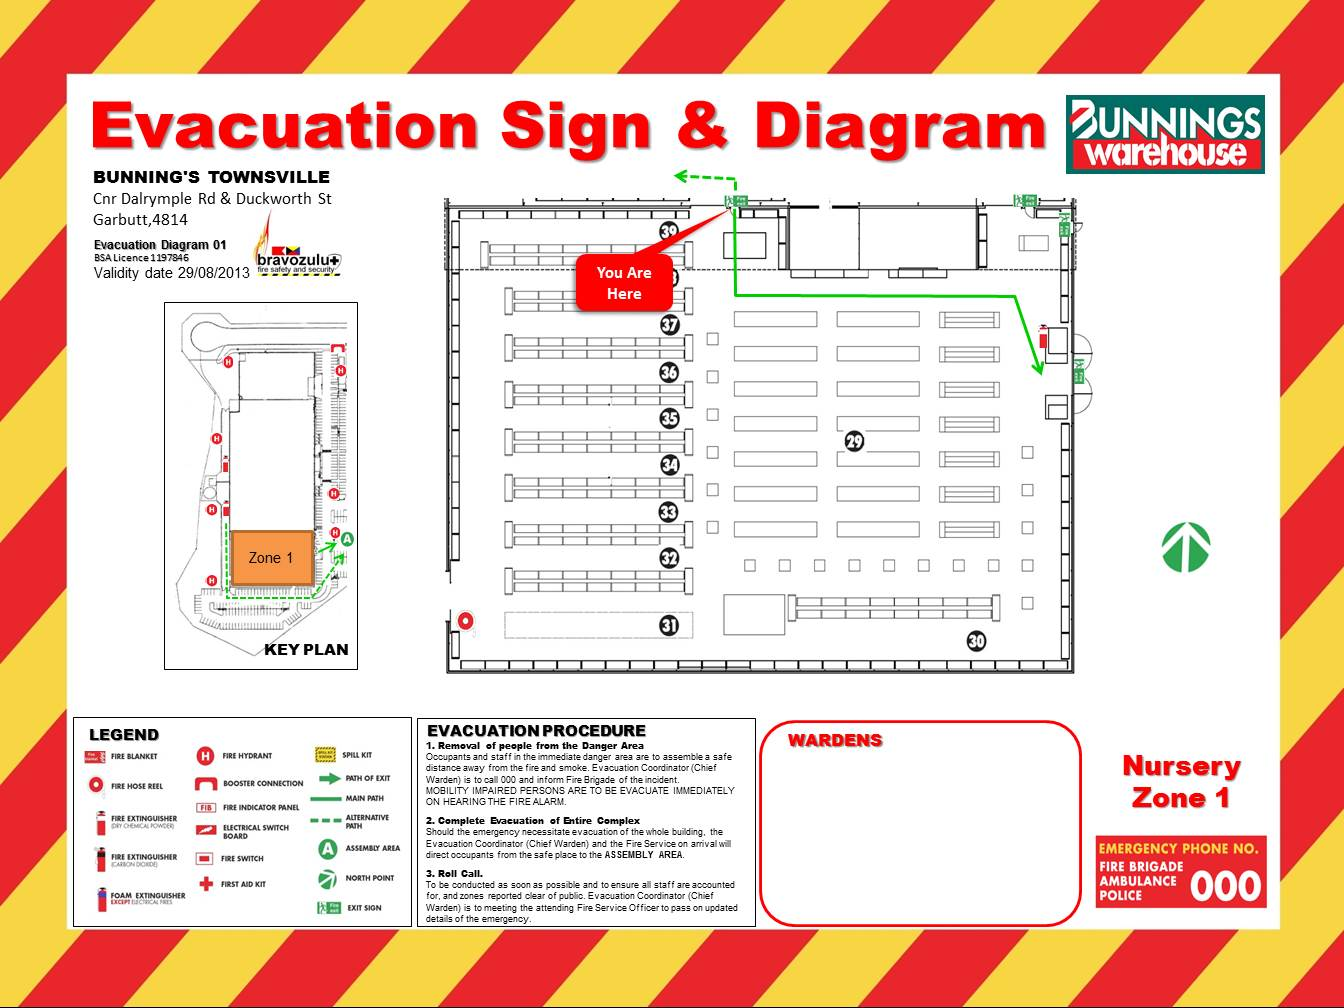 Evacuation Sign & Diagram
BUNNINGS
warehouse
BUNNING'S TOWNSVILLE
Cnr Dalrymple Rd & Duckworth St
Garbutt,4814
Evacuation Diagram 01
BSA Licence 1197846
Validity date 29/08/2013
bravozulu+
fire safety and security
You Are
Here
39
37
36
35
34
33
32
31
29
30
H
H
H
H
H
H
H
A
Zone 1
KEY PLAN
LEGEND
FIRE BLANKET
FIRE HOSE REEL
FIRE EXTINGUISHER
(DRY CHEMICAL POWDER)
FIRE EXTINGUISHER
(CARBON DIOXIDE)
FOAM EXTINGUISHER
EXCEPT ELECTRICAL FIRES
H FIRE HYDRANT
BOOSTER CONNECTION
FIB FIRE INDICATOR PANEL
ELECTRICAL SWITCH
BOARD
FIRE SWITCH
FIRST AID KIT
SPILL KIT
PATH OF EXIT
MAIN PATH
ALTERNATIVE
PATH
A ASSEMBLY AREA
NORTH POINT
EXIT SIGN
EVACUATION PROCEDURE
1. Removal of people from the Danger Area
Occupants and staff in the immediate danger area are to assemble a safe
distance away from the fire and smoke. Evacuation Coordinator (Chief
Warden) is to call 000 and inform Fire Brigade of the incident.
MOBILITY IMPAIRED PERSONS ARE TO BE EVACUATE IMMEDIATELY
ON HEARING THE FIRE ALARM.
2. Complete Evacuation of Entire Complex
Should the emergency necessitate evacuation of the whole building, the
Evacuation Coordinator (Chief Warden) and the Fire Service on arrival will
direct occupants from the safe place to the ASSEMBLY AREA.
3. Roll Call.
To be conducted as soon as possible and to ensure all staff are accounted
for, and zones reported clear of public. Evacuation Coordinator (Chief
Warden) is to meeting the attending Fire Service Officer to pass on updated
details of the emergency.
WARDENS
Nursery
Zone 1
EMERGENCY PHONE NO.
FIRE BRIGADE
AMBULANCE
POLICE
000